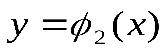 y = ϕ₂(x)